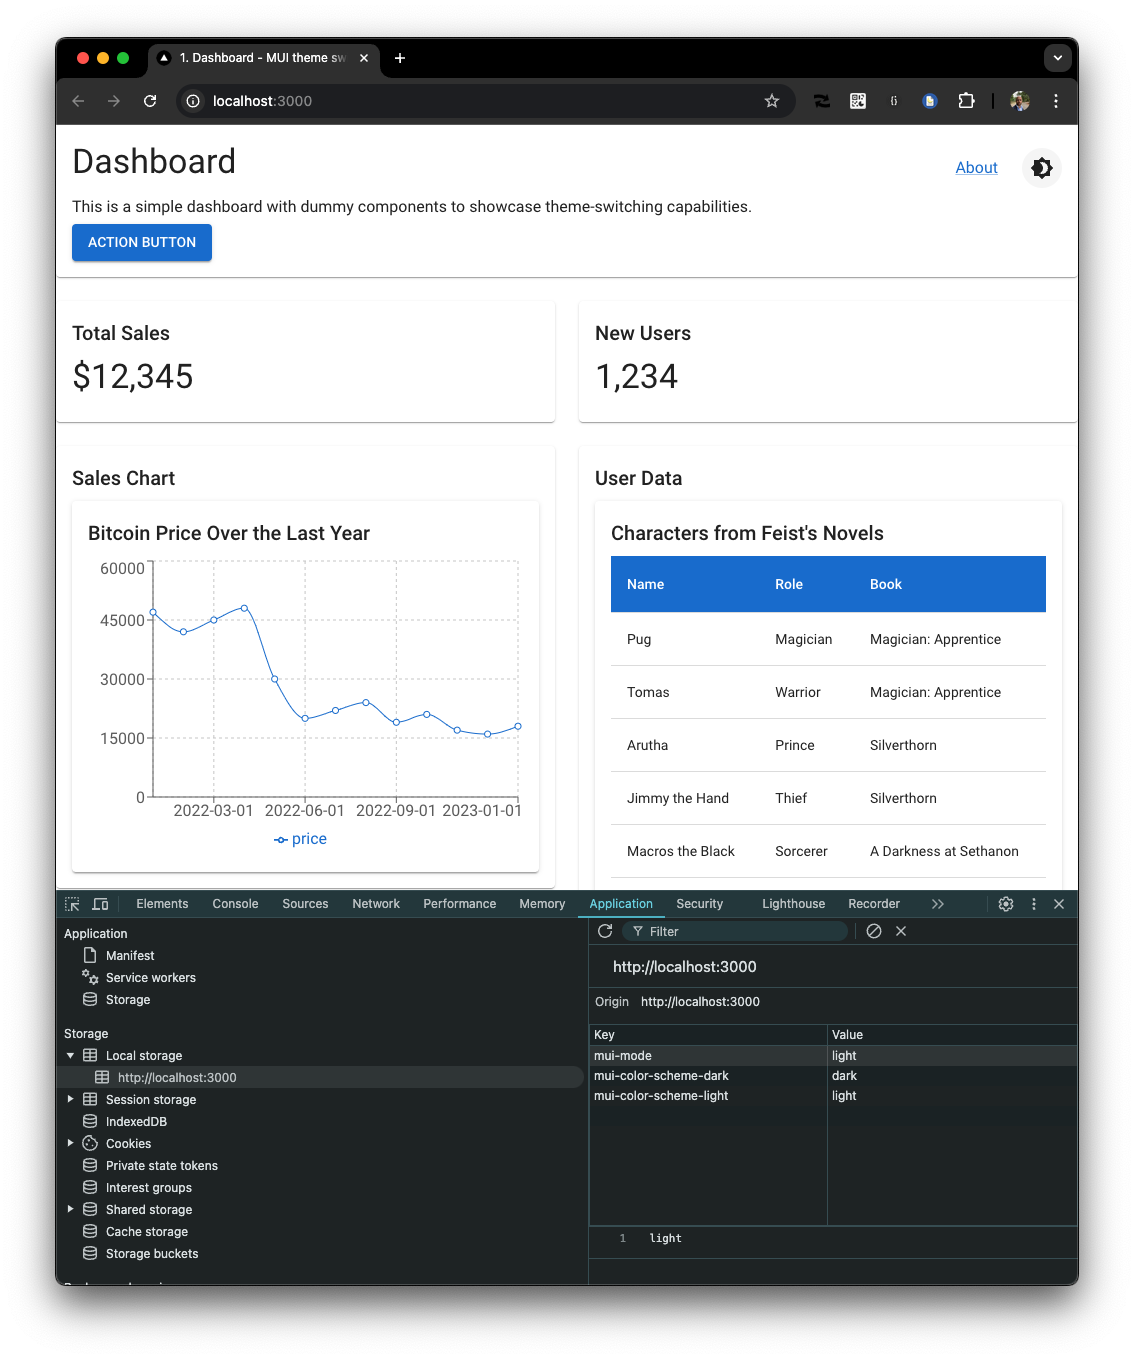 1. Dashboard - MUI theme sw
localhost:3000
Dashboard
About
This is a simple dashboard with dummy components to showcase theme-switching capabilities.
ACTION BUTTON
Total Sales
$12,345
New Users
1,234
Sales Chart
Bitcoin Price Over the Last Year
60000
45000
30000
15000
0
2022-03-01 2022-06-01 2022-09-01 2023-01-01
price
User Data
Characters from Feist's Novels
Name Role Book
Pug Magician Magician: Apprentice
Tomas Warrior Magician: Apprentice
Arutha Prince Silverthorn
Jimmy the Hand Thief Silverthorn
Macros the Black Sorcerer A Darkness at Sethanon
Elements Console Sources Network Performance Memory Application Security Lighthouse Recorder
Application
Manifest
Service workers
Storage
Storage
Local storage
http://localhost:3000
Session storage
IndexedDB
Cookies
Private state tokens
Interest groups
Shared storage
Cache storage
Storage buckets
Filter
http://localhost:3000
Origin http://localhost:3000
Key Value
mui-mode light
mui-color-scheme-dark dark
mui-color-scheme-light light
1 light